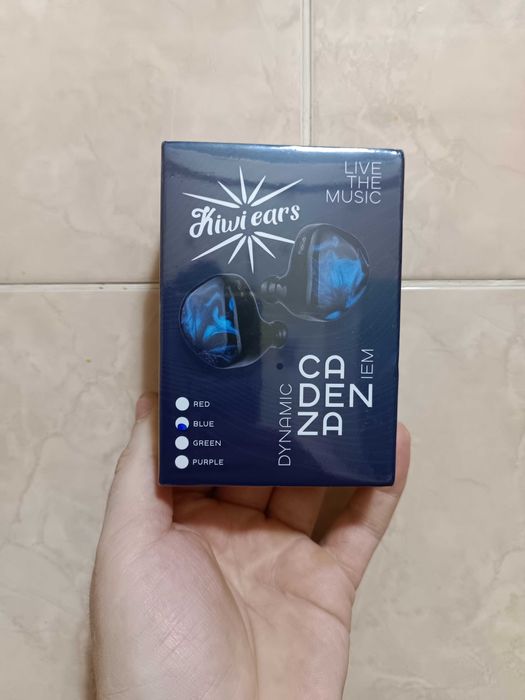 LIVE
THE
MUSIC
Kiwi ears
CA
DEN
ZA
DYNAMIC
IEM
RED
BLUE
GREEN
PURPLE